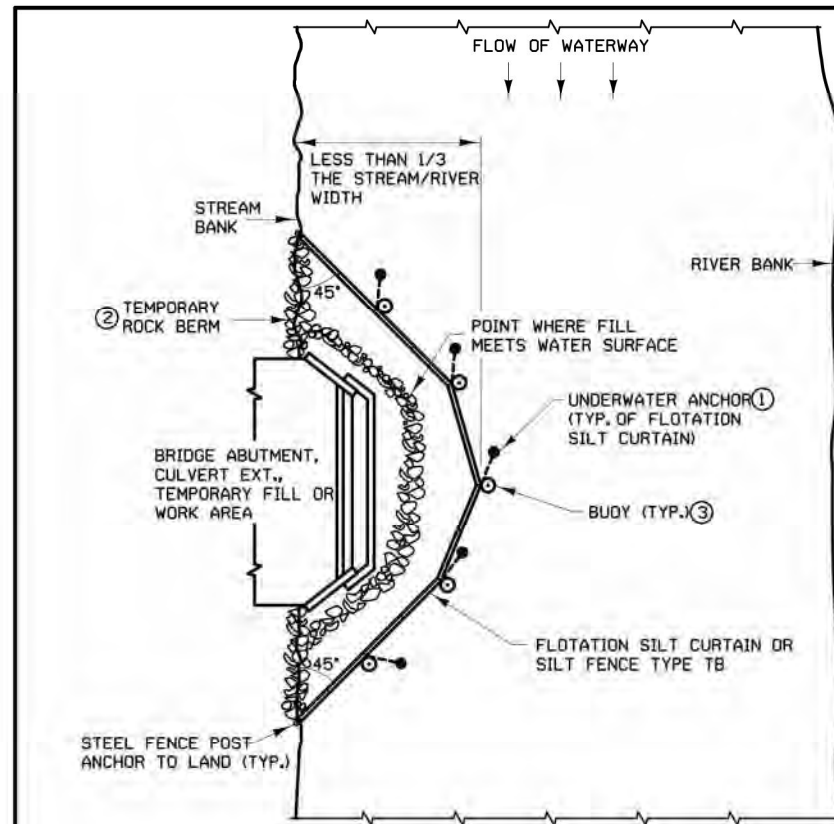 FLOW OF WATERWAY
LESS THAN 1/3
THE STREAM/RIVER
WIDTH
STREAM
BANK
RIVER BANK
45°
② TEMPORARY
ROCK BERM
POINT WHERE FILL
MEETS WATER SURFACE
UNDERWATER ANCHOR ①
(TYP. OF FLOTATION
SILT CURTAIN)
BRIDGE ABUTMENT,
CULVERT EXT.,
TEMPORARY FILL OR
WORK AREA
BUOY (TYP.) ③
FLOTATION SILT CURTAIN OR
SILT FENCE TYPE TB
45°
STEEL FENCE POST
ANCHOR TO LAND (TYP.)